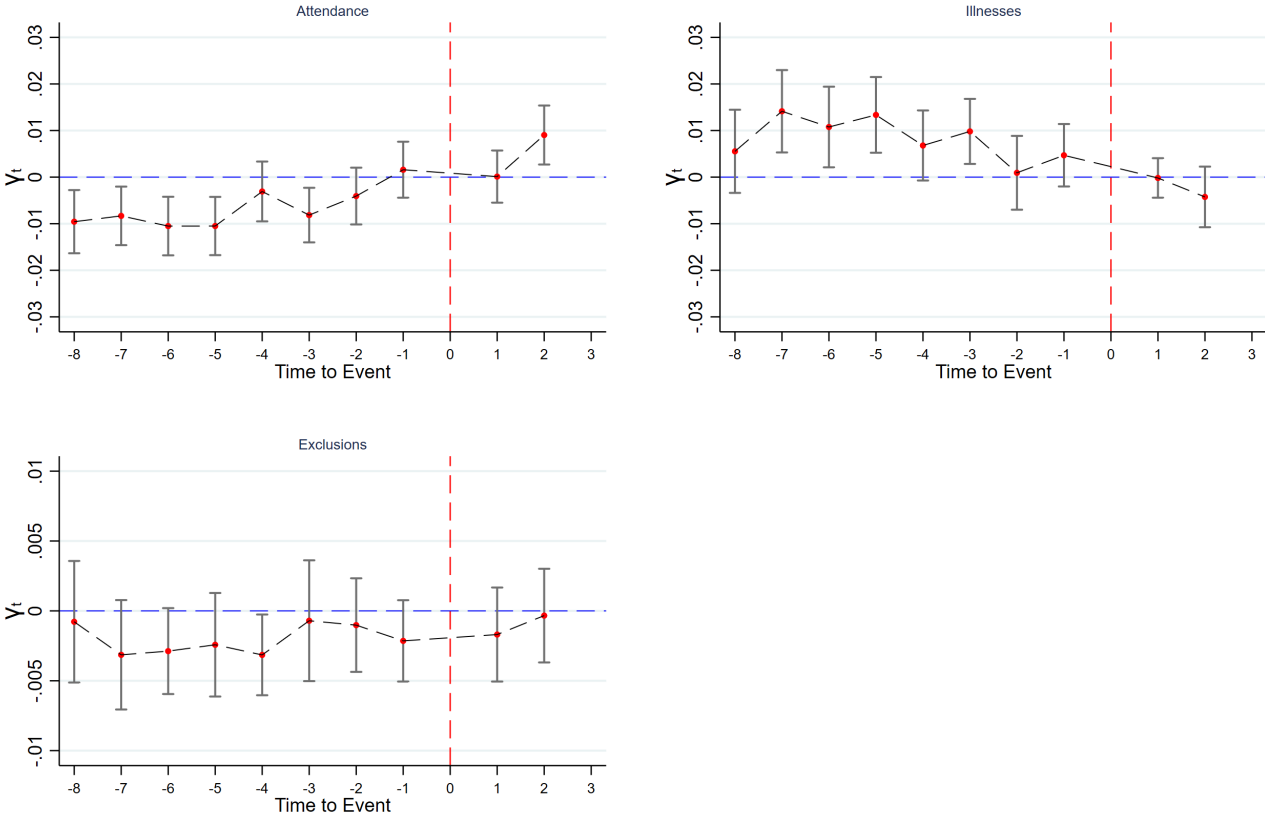 Attendance
γt
.03
.02
.01
0
-.01
-.02
-.03
-8 -7 -6 -5 -4 -3 -2 -1 0 1 2 3
Time to Event
Illnesses
γt
.03
.02
.01
0
-.01
-.02
-.03
-8 -7 -6 -5 -4 -3 -2 -1 0 1 2 3
Time to Event
Exclusions
γt
.01
.005
0
-.005
-.01
-8 -7 -6 -5 -4 -3 -2 -1 0 1 2 3
Time to Event